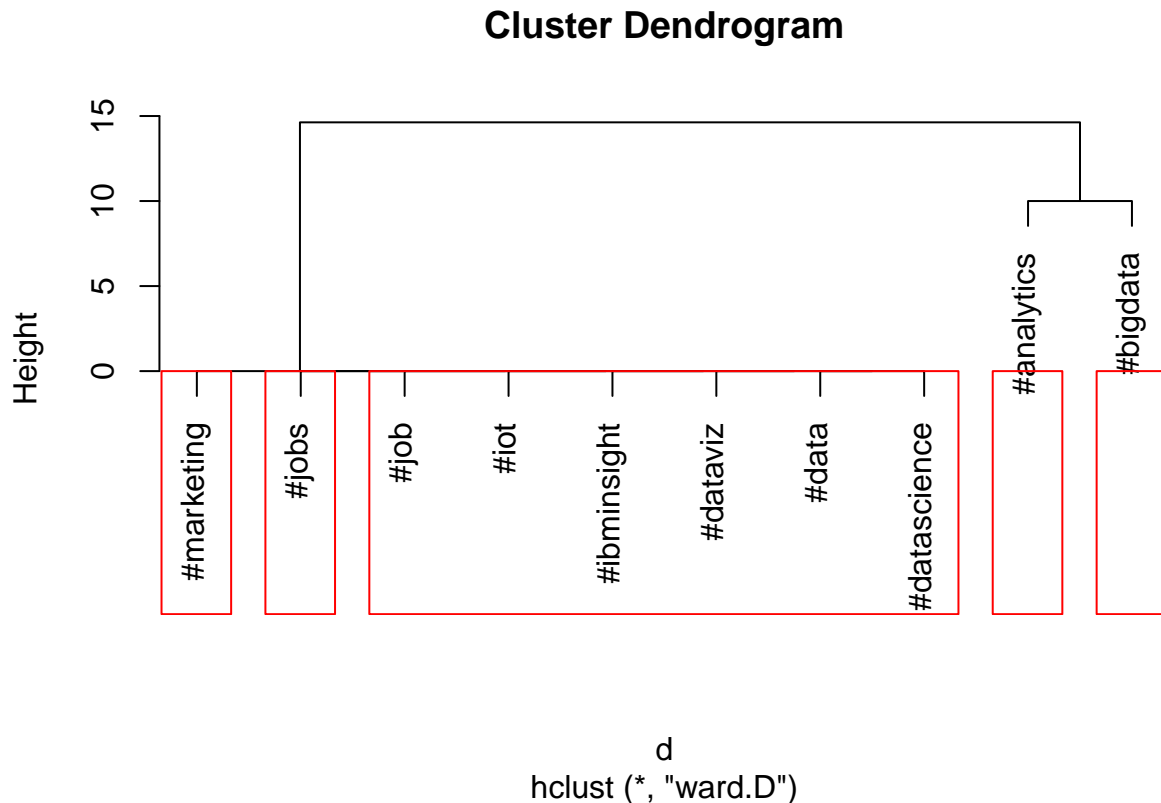 Cluster Dendrogram
Height
15
10
5
0
#marketing
#jobs
#job
#iot
#ibminsight
#dataviz
#data
#datascience
#analytics
#bigdata
d
hclust (*, "ward.D")